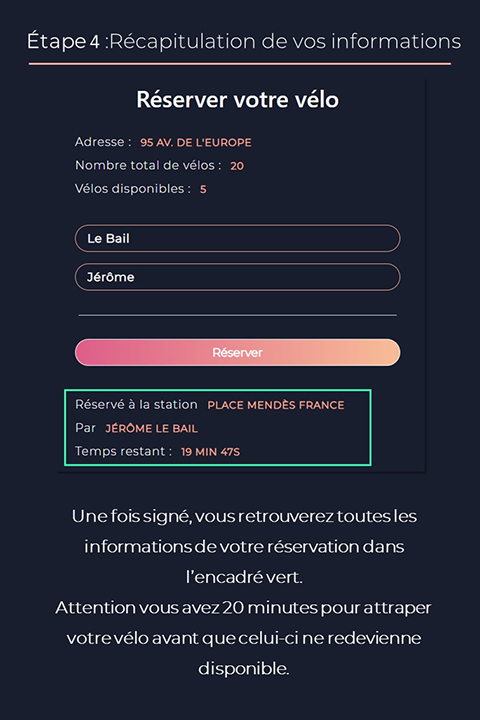 Étape 4 :Récapitulation de vos informations
Réserver votre vélo
Adresse : 95 AV. DE L'EUROPE
Nombre total de vélos : 20
Vélos disponibles : 5
Le Bail
Jérôme
Réserver
Réservé à la station PLACE MENDÈS FRANCE
Par JÉRÔME LE BAIL
Temps restant : 19 MIN 47S
Une fois signé, vous retrouverez toutes les
informations de votre réservation dans
l'encadré vert.
Attention vous avez 20 minutes pour attraper
votre vélo avant que celui-ci ne redevienne
disponible.